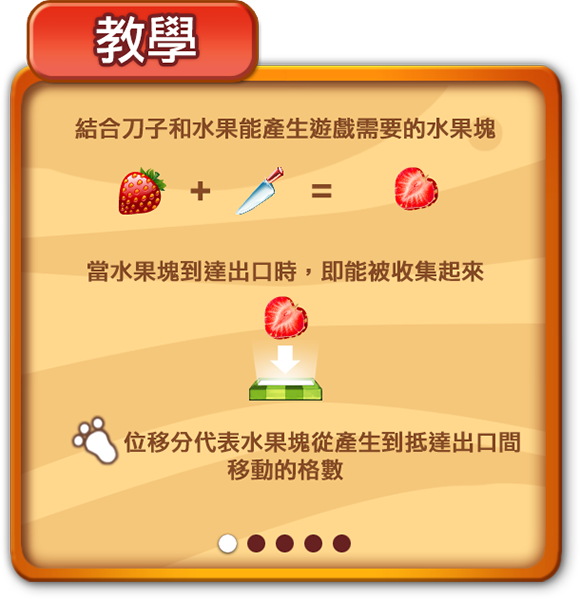 教學
結合刀子和水果能產生遊戲需要的水果塊
+ =
當水果塊到達出口時，即能被收集起來
位移分代表水果塊從產生到抵達出口間
移動的格數